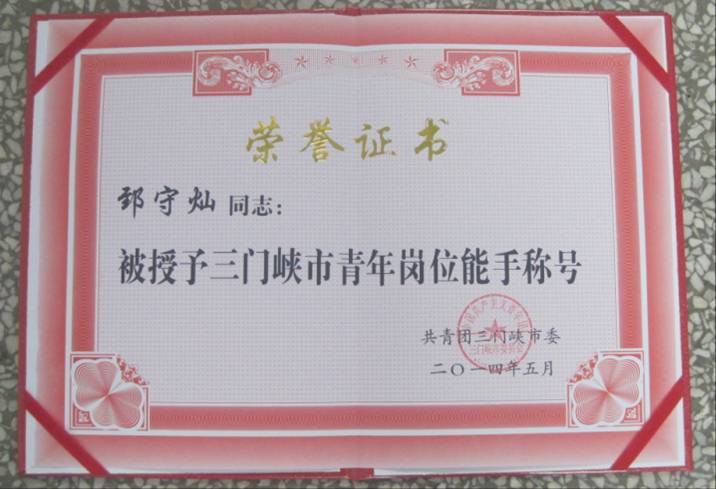 荣誉证书
郅守灿 同志：
被授予三门峡市青年岗位能手称号
共青团三门峡市委
二〇一四年五月